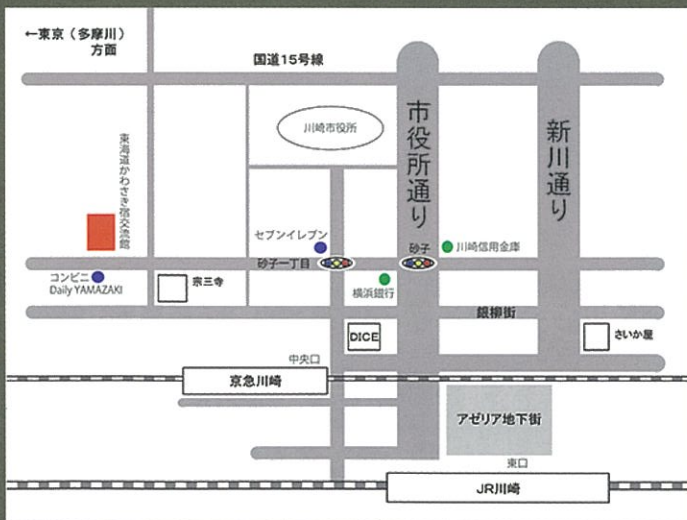 ←東京（多摩川）
方面
国道15号線
川崎市役所
市役所通り
新川通り
東海道かわさき宿交流館
セブンイレブン
砂子
川崎信用金庫
砂子一丁目
コンビニ
Daily YAMAZAKI
宗三寺
横浜銀行
銀柳街
DICE
さいか屋
中央口
京急川崎
アゼリア地下街
東口
JR川崎